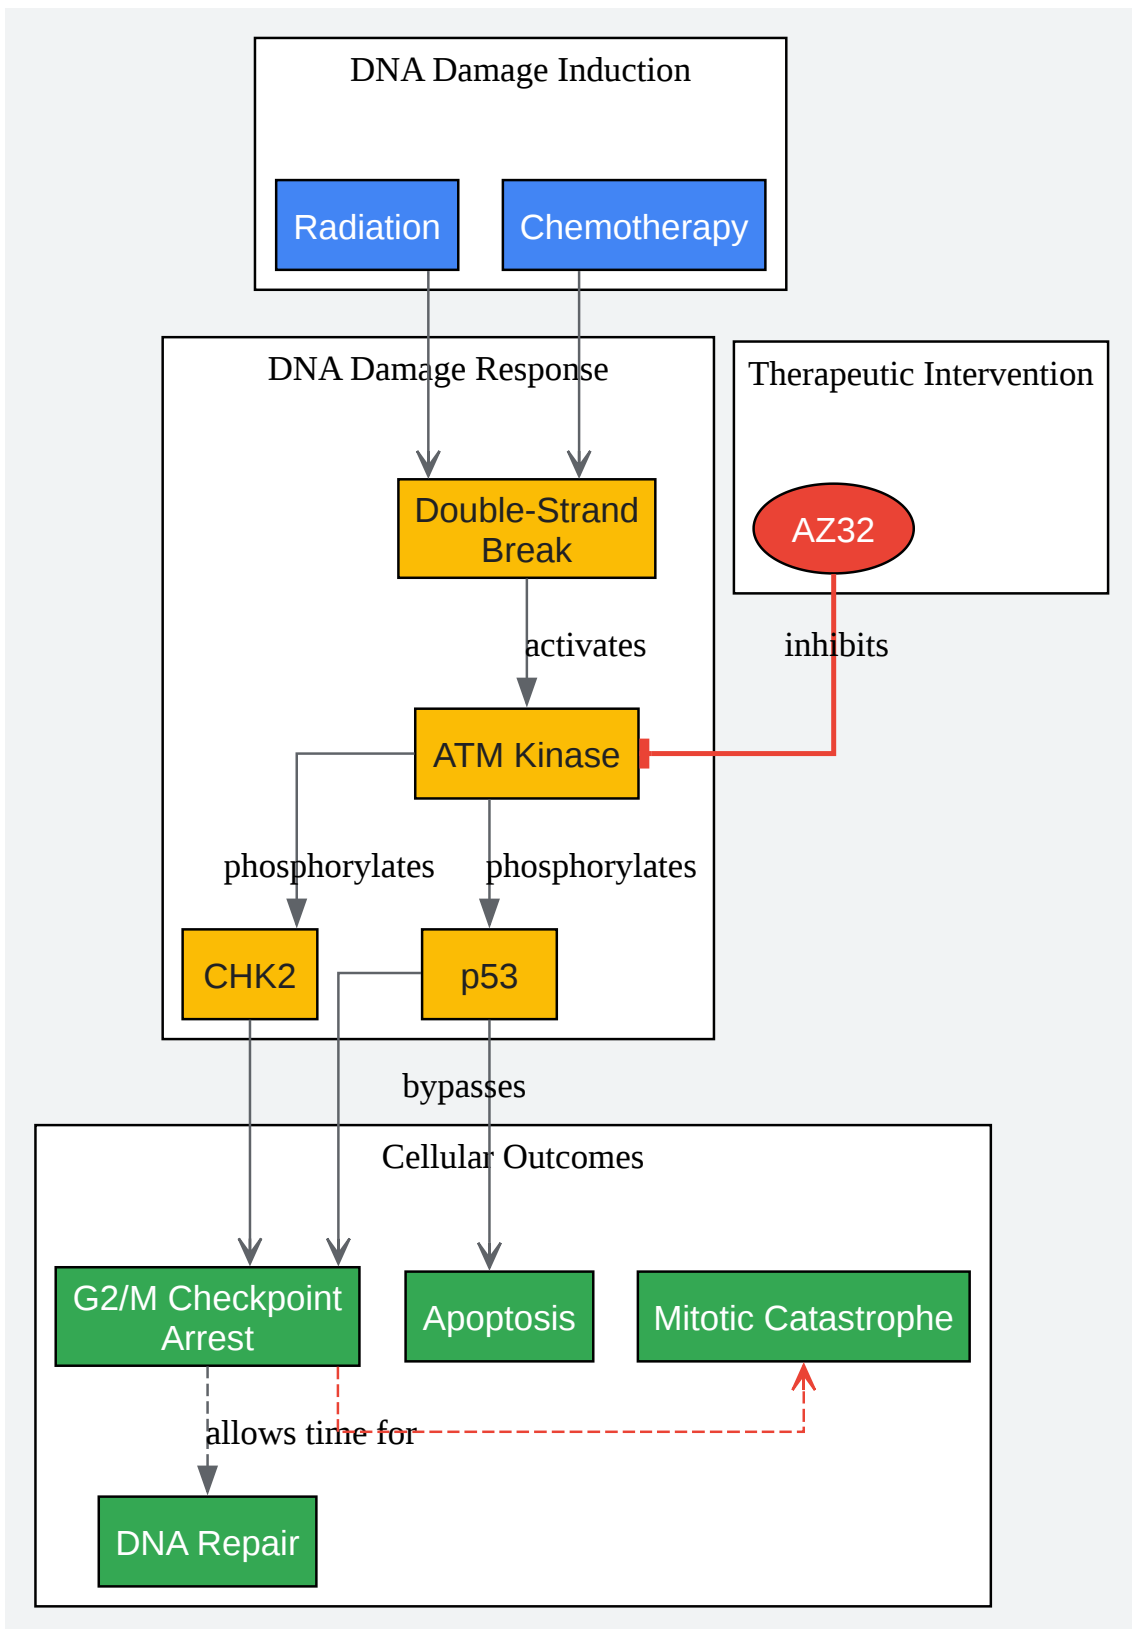 DNA Damage Induction
Radiation
Chemotherapy
DNA Damage Response
Therapeutic Intervention
Double-Strand
Break
AZ32
activates
inhibits
ATM Kinase
phosphorylates
phosphorylates
CHK2
p53
bypasses
Cellular Outcomes
G2/M Checkpoint
Arrest
Apoptosis
Mitotic Catastrophe
allows time for
DNA Repair